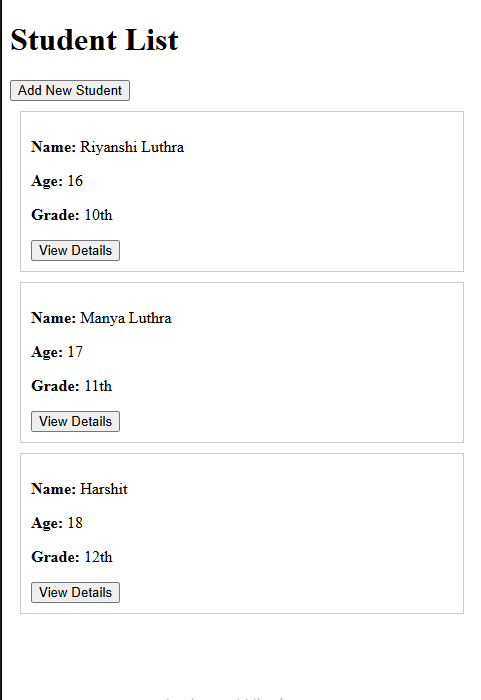 Student List
Add New Student
Name: Riyanshi Luthra
Age: 16
Grade: 10th
View Details
Name: Manya Luthra
Age: 17
Grade: 11th
View Details
Name: Harshit
Age: 18
Grade: 12th
View Details